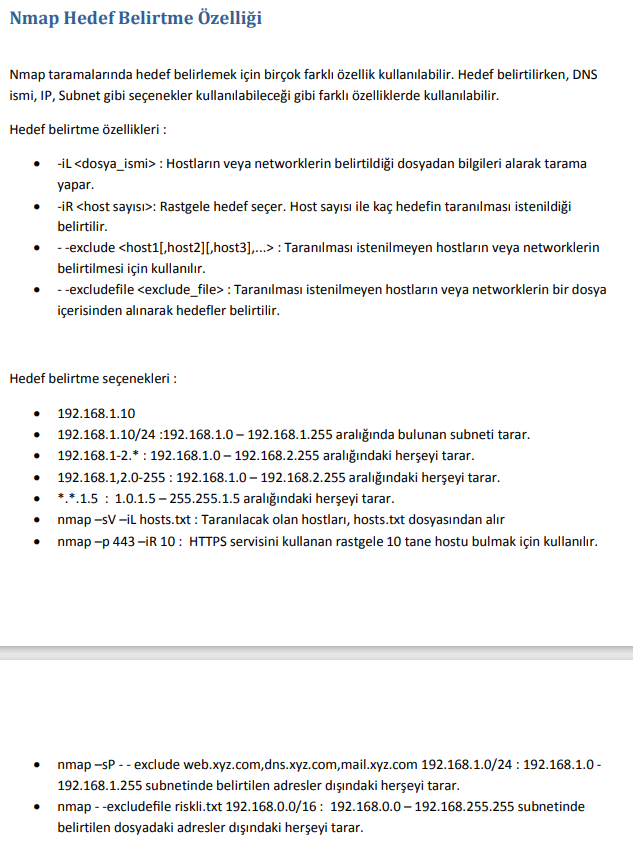 Nmap Hedef Belirtme Özelliği
Nmap taramalarında hedef belirlemek için birçok farklı özellik kullanılabilir. Hedef belirtilirken, DNS
ismi, IP, Subnet gibi seçenekler kullanılabileceği gibi farklı özelliklerde kullanılabilir.
Hedef belirtme özellikleri :
• -iL <dosya_ismi> : Hostların veya networklerin belirtildiği dosyadan bilgileri alarak tarama
yapar.
• -iR <host sayısı>: Rastgele hedef seçer. Host sayısı ile kaç hedefin taranılması istenildiği
belirtilir.
• - -exclude <host1[,host2][,host3],...> : Taranılması istenilmeyen hostların veya networklerin
belirtilmesi için kullanılır.
• - -excludefile <exclude_file> : Taranılması istenilmeyen hostların veya networklerin bir dosya
içerisinden alınarak hedefler belirtilir.
Hedef belirtme seçenekleri :
• 192.168.1.10
• 192.168.1.10/24 :192.168.1.0 – 192.168.1.255 aralığında bulunan subneti tarar.
• 192.168.1-2.* : 192.168.1.0 – 192.168.2.255 aralığındaki herşeyi tarar.
• 192.168.1,2.0-255 : 192.168.1.0 – 192.168.2.255 aralığındaki herşeyi tarar.
• *.*.1.5 : 1.0.1.5 – 255.255.1.5 aralığındaki herşeyi tarar.
• nmap –sV –iL hosts.txt : Taranılacak olan hostları, hosts.txt dosyasından alır
• nmap –p 443 –iR 10 : HTTPS servisini kullanan rastgele 10 tane hostu bulmak için kullanılır.
• nmap –sP - - exclude web.xyz.com,dns.xyz.com,mail.xyz.com 192.168.1.0/24 : 192.168.1.0 -
192.168.1.255 subnetinde belirtilen adresler dışındaki herşeyi tarar.
• nmap - -excludefile riskli.txt 192.168.0.0/16 : 192.168.0.0 – 192.168.255.255 subnetinde
belirtilen dosyadaki adresler dışındaki herşeyi tarar.